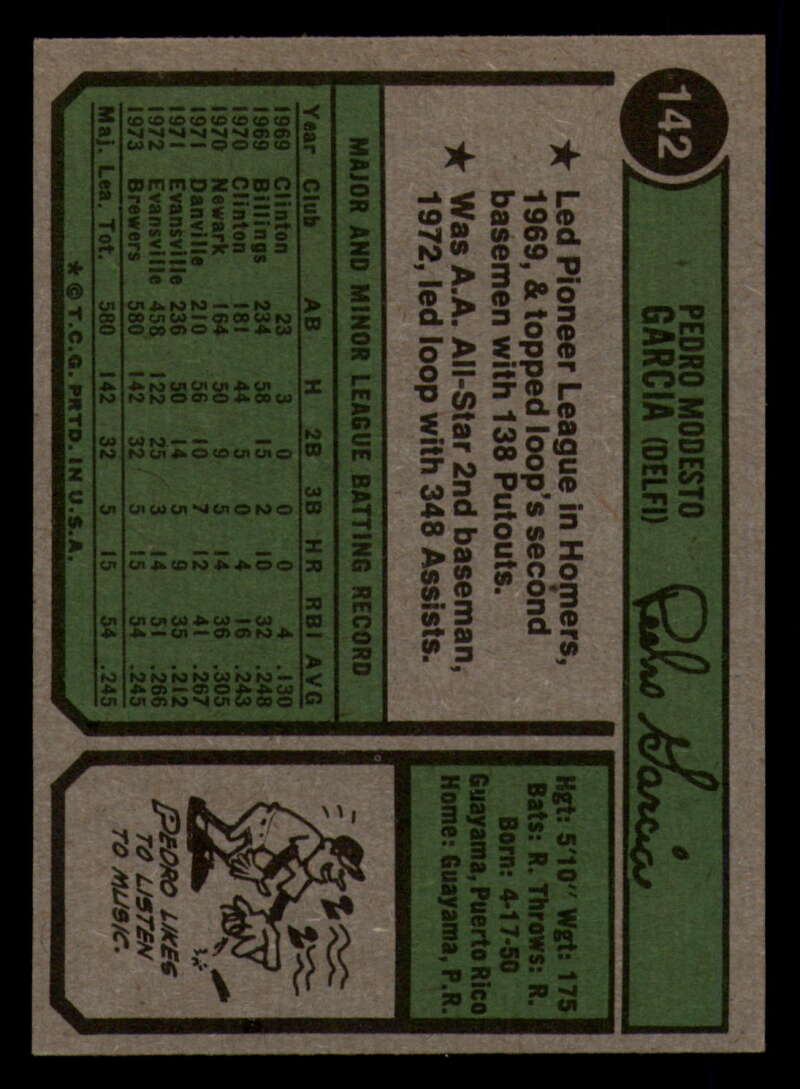 142
PEDRO MODESTO
GARCIA (DELFI)
Pedro Garcia
★ Led Pioneer League in Homers,
1969, & topped loop's second
basemen with 138 Putouts.
★ Was A.A. All-Star 2nd baseman,
1972, led loop with 348 Assists.
MAJOR AND MINOR LEAGUE BATTING RECORD
Year Club AB H 2B 3B HR RBI AVG
1969 Clinton 23 3 0 0 0 4 .130
1969 Billings 234 58 15 2 10 32 .248
1970 Clinton 181 44 5 0 4 16 .243
1970 Newark 164 50 9 5 14 36 .305
1971 Danville 210 56 10 7 12 41 .267
1971 Evansville 236 50 14 5 9 35 .212
1972 Evansville 458 122 25 3 14 51 .266
1973 Brewers 580 142 32 5 15 54 .245
Maj. Lea. Tot. 580 142 32 5 15 54 .245
* © T.C.G. PRTD. IN U.S.A.
Hgt: 5'10" Wgt: 175
Bats: R. Throws: R.
Born: 4-17-50
Guayama, Puerto Rico
Home: Guayama, P.R.
PEDRO LIKES
TO LISTEN
TO MUSIC.